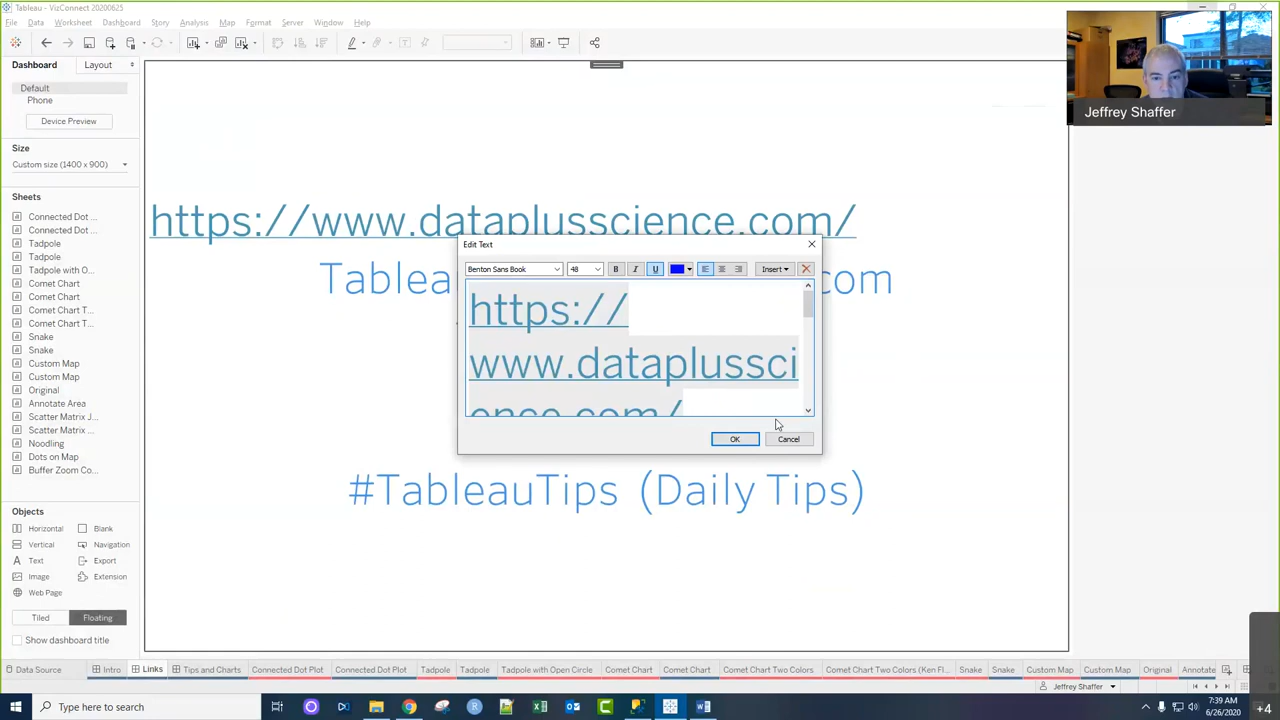 Tableau - VizConnect 20200625
File Data Worksheet Dashboard Story Analysis Map Format Server Window Help
Dashboard Layout
Default
Phone
Device Preview
Size
Custom size (1400 x 900)
Sheets
Connected Dot ...
Connected Dot ...
Tadpole
Tadpole
Tadpole with O ...
Comet Chart
Comet Chart
Comet Chart T...
Comet Chart T...
Snake
Snake
Custom Map
Custom Map
Original
Annotate Area
Scatter Matrix J...
Scatter Matrix ...
Noodling
Dots on Map
Buffer Zoom Co...
Objects
Horizontal Blank
Vertical Navigation
Text Export
Image Extension
Web Page
Tiled Floating
Show dashboard title
https://www.dataplusscience.com/
Tablea
com
#TableauTips (Daily Tips)
Edit Text
Benton Sans Book 48 B I U Insert
https://
www.dataplussci
ence.com/
OK Cancel
Jeffrey Shaffer
Data Source Intro Links Tips and Charts Connected Dot Plot Connected Dot Plot Tadpole Tadpole Tadpole with Open Circle Comet Chart Comet Chart Comet Chart Two Colors Comet Chart Two Colors (Ken Fl... Snake Snake Custom Map Custom Map Original Annotate
Jeffrey Shaffer
Type here to search
7:39 AM
6/26/2020
+4